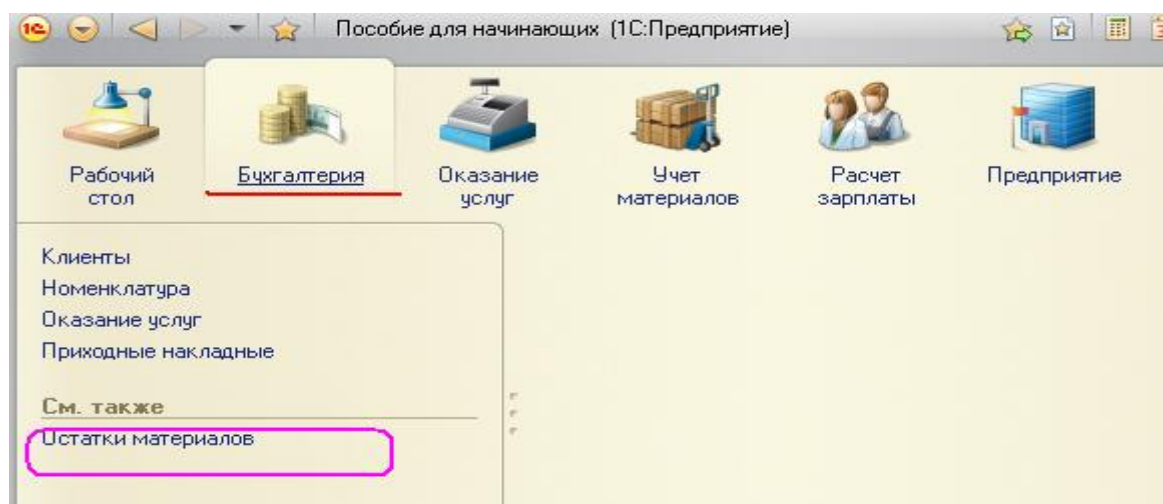 1С Пособие для начинающих (1С:Предприятие)
Рабочий стол
Бухгалтерия
Оказание услуг
Учет материалов
Расчет зарплаты
Предприятие
Клиенты
Номенклатура
Оказание услуг
Приходные накладные
См. также
Остатки материалов